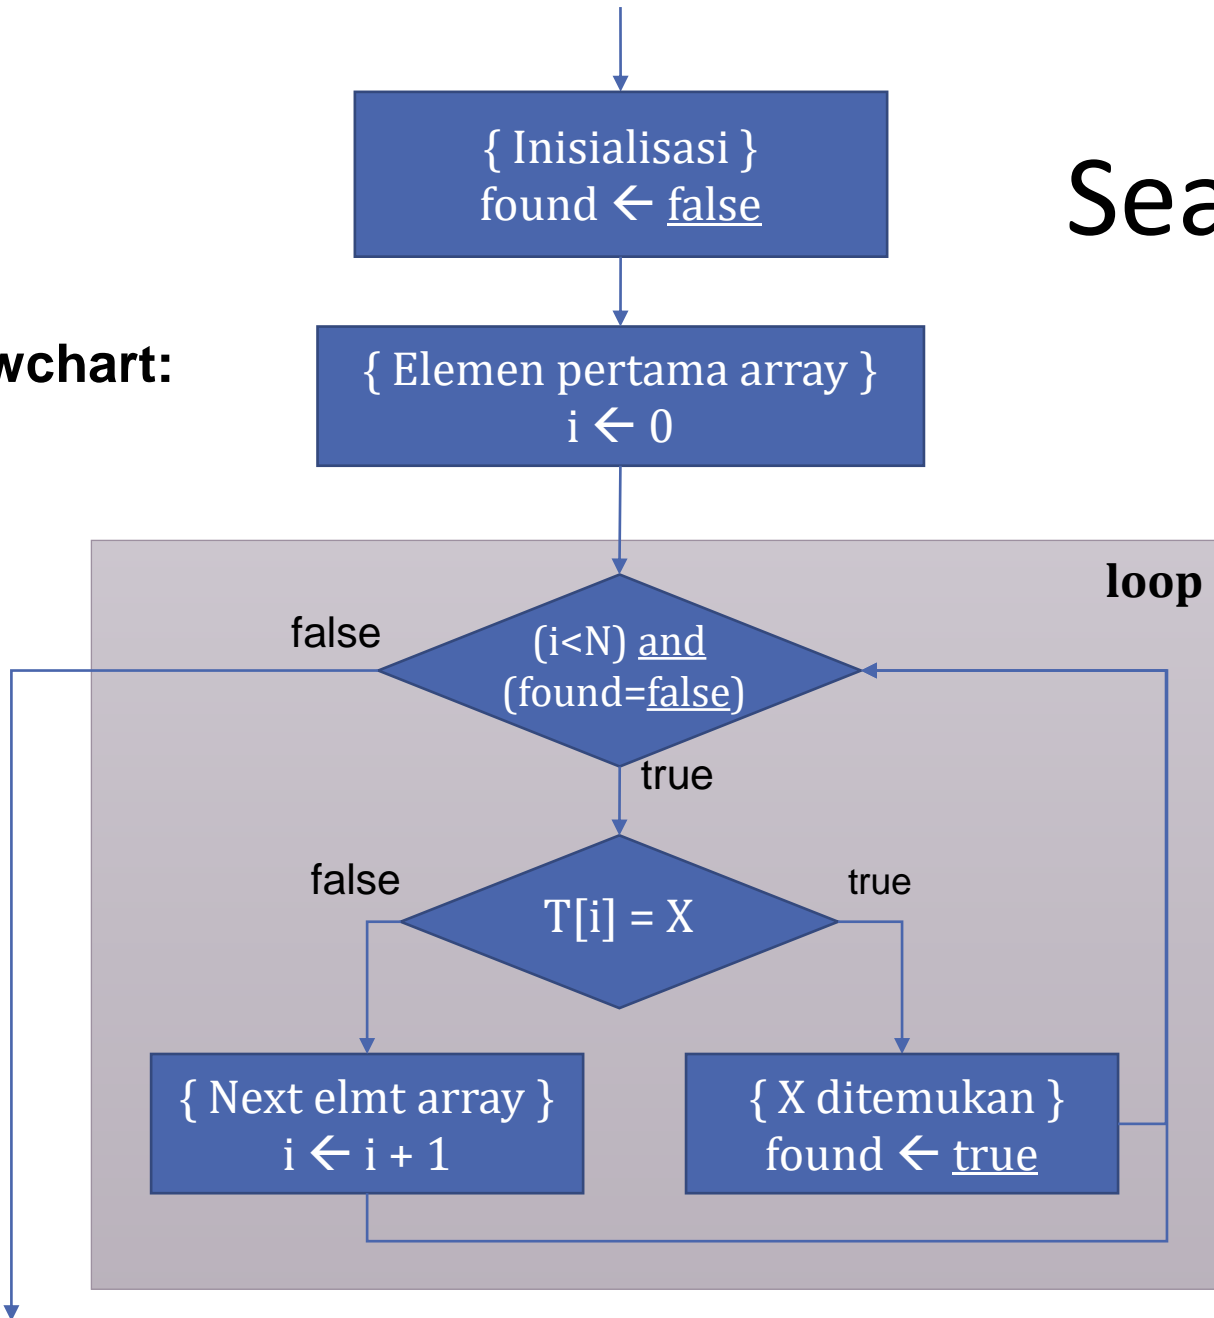 { Inisialisasi }
found ← false
Sea
wchart:
{ Elemen pertama array }
i ← 0
loop
false
(i<N) and
(found=false)
true
false
T[i] = X
true
{ Next elmt array }
i ← i + 1
{ X ditemukan }
found ← true